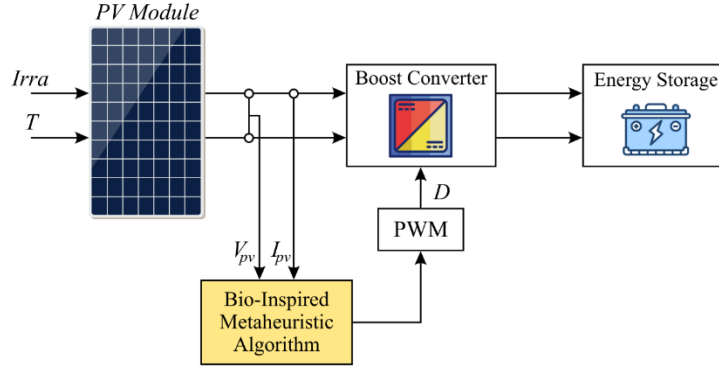 PV Module
Irra
T
Boost Converter
Energy Storage
D
PWM
Vpv
Ipv
Bio-Inspired
Metaheuristic
Algorithm